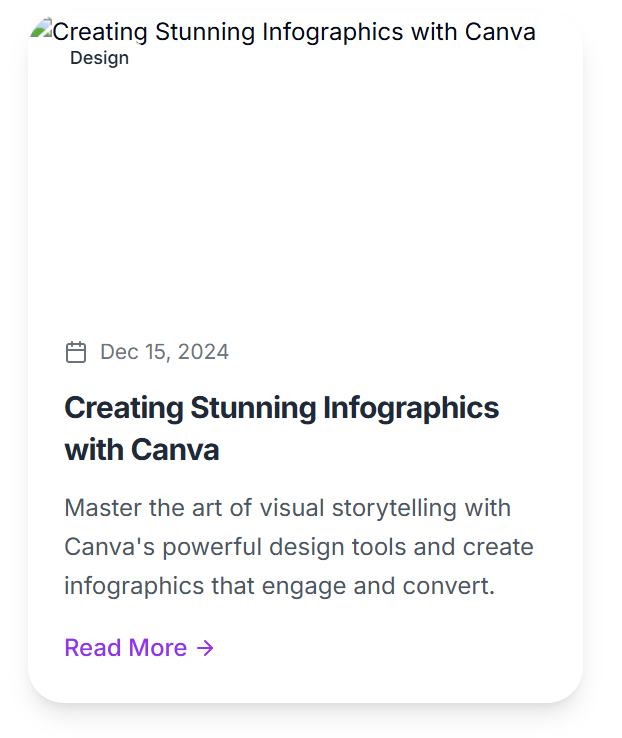 Creating Stunning Infographics with Canva
Design
Dec 15, 2024
Creating Stunning Infographics
with Canva
Master the art of visual storytelling with
Canva's powerful design tools and create
infographics that engage and convert.
Read More →